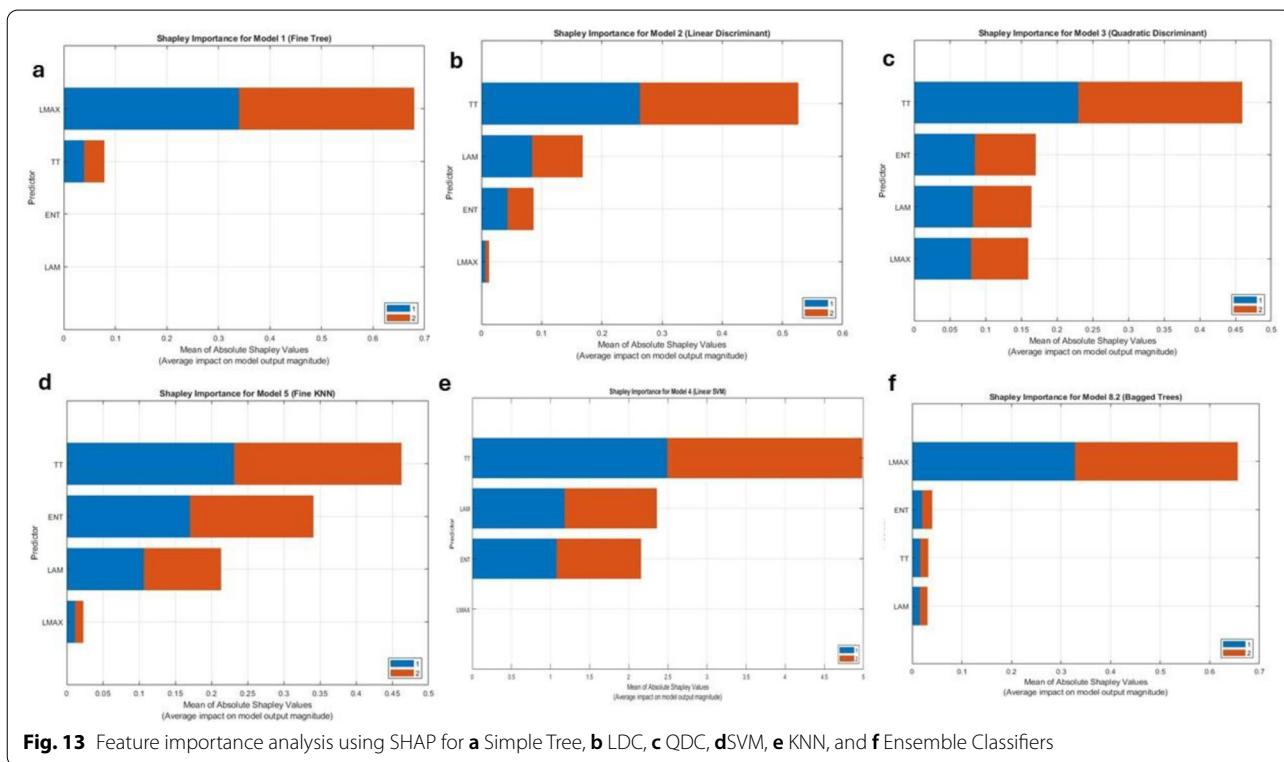 a
Shapley Importance for Model 1 (Fine Tree)
Predictor
LMAX
TT
ENT
LAM
0 0.1 0.2 0.3 0.4 0.5 0.6 0.7
Mean of Absolute Shapley Values
(Average impact on model output magnitude)
1
2
b
Shapley Importance for Model 2 (Linear Discriminant)
Predictor
TT
LAM
ENT
LMAX
0 0.1 0.2 0.3 0.4 0.5 0.6
Mean of Absolute Shapley Values
(Average impact on model output magnitude)
1
2
c
Shapley Importance for Model 3 (Quadratic Discriminant)
Predictor
TT
ENT
LAM
LMAX
0 0.05 0.1 0.15 0.2 0.25 0.3 0.35 0.4 0.45 0.5
Mean of Absolute Shapley Values
(Average impact on model output magnitude)
1
2
d
Shapley Importance for Model 5 (Fine KNN)
Predictor
TT
ENT
LAM
LMAX
0 0.05 0.1 0.15 0.2 0.25 0.3 0.35 0.4 0.45 0.5
Mean of Absolute Shapley Values
(Average impact on model output magnitude)
1
2
e
Shapley Importance for Model 4 (Linear SVM)
Predictor
TT
LAM
ENT
LMAX
0 0.5 1 1.5 2 2.5 3 3.5 4 4.5 5
Mean of Absolute Shapley Values
(Average impact on model output magnitude)
1
2
f
Shapley Importance for Model 8.2 (Bagged Trees)
LMAX
ENT
TT
LAM
0 0.1 0.2 0.3 0.4 0.5 0.6 0.7
Mean of Absolute Shapley Values
(Average impact on model output magnitude)
1
2
Fig. 13 Feature importance analysis using SHAP for a Simple Tree, b LDC, c QDC, dSVM, e KNN, and f Ensemble Classifiers